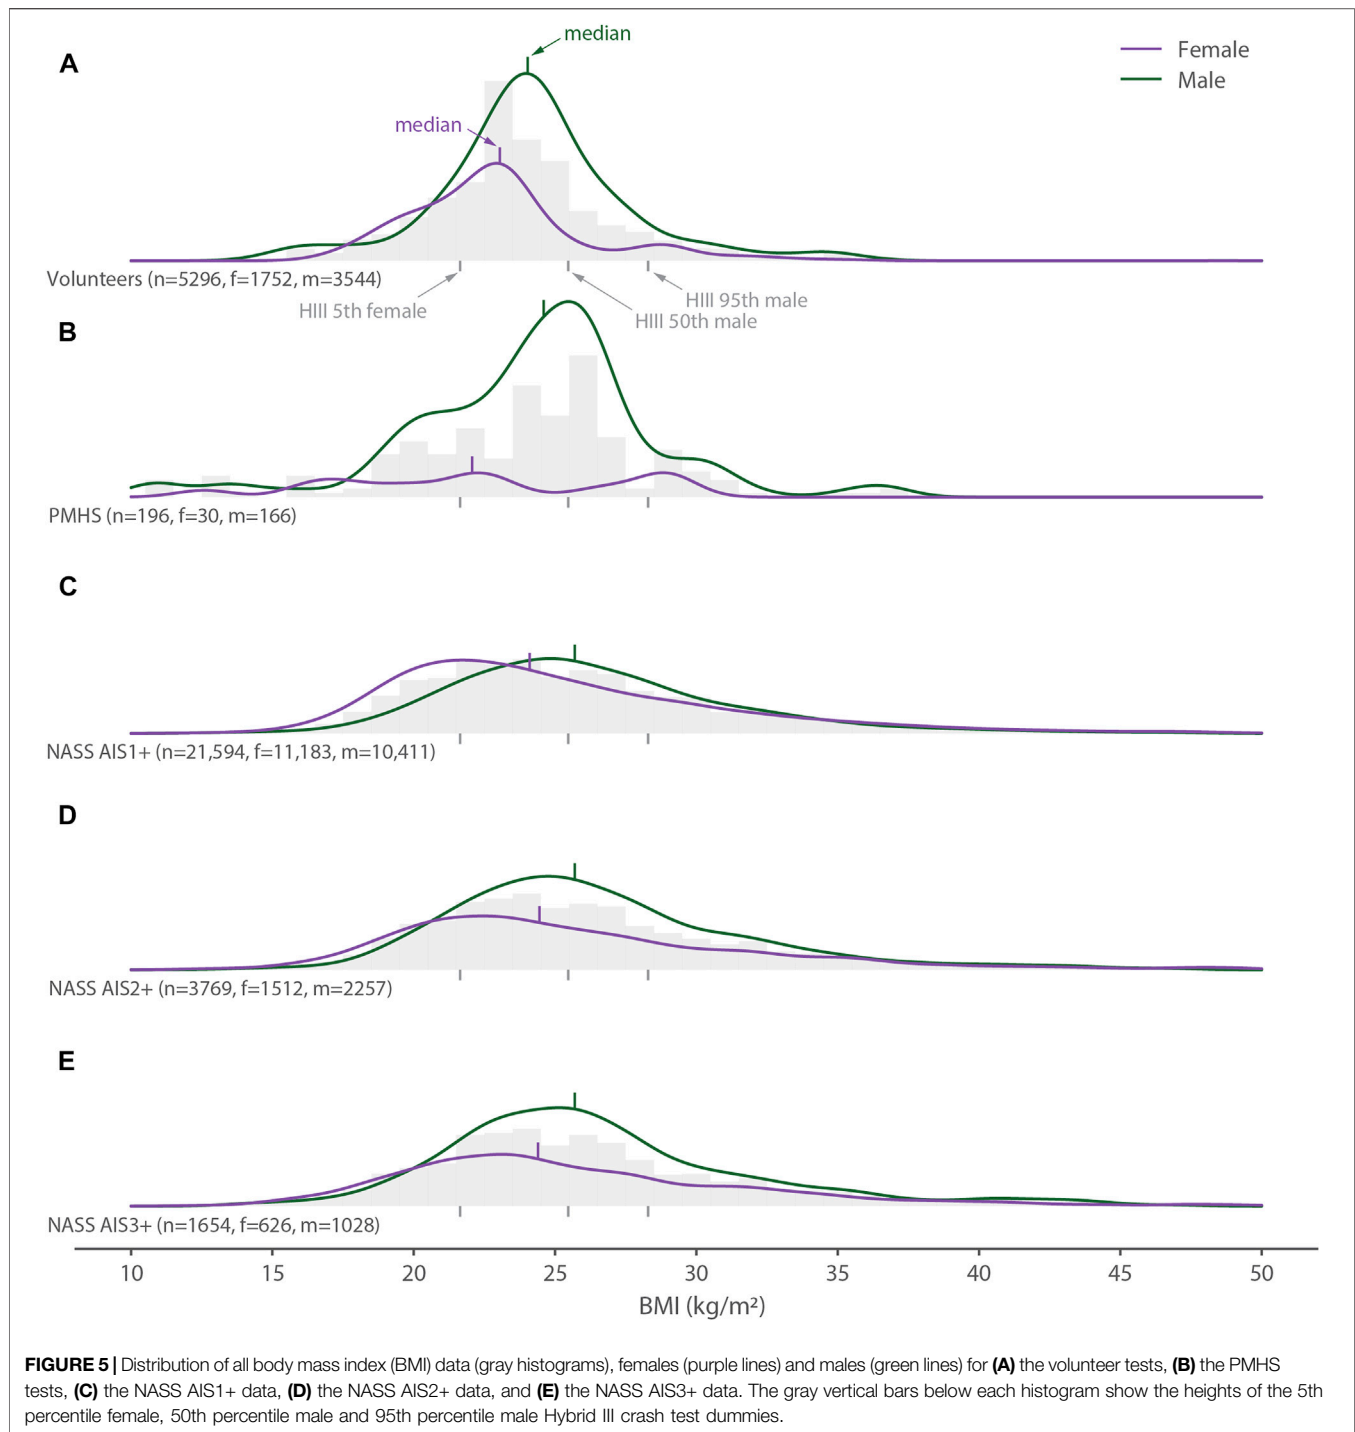 A
median
Female
Male
median
Volunteers (n=5296, f=1752, m=3544)
HIII 5th female
HIII 95th male
HIII 50th male
B
PMHS (n=196, f=30, m=166)
C
NASS AIS1+ (n=21,594, f=11,183, m=10,411)
D
NASS AIS2+ (n=3769, f=1512, m=2257)
E
NASS AIS3+ (n=1654, f=626, m=1028)
10 15 20 25 30 35 40 45 50
BMI (kg/m²)
FIGURE 5 | Distribution of all body mass index (BMI) data (gray histograms), females (purple lines) and males (green lines) for (A) the volunteer tests, (B) the PMHS
tests, (C) the NASS AIS1+ data, (D) the NASS AIS2+ data, and (E) the NASS AIS3+ data. The gray vertical bars below each histogram show the heights of the 5th
percentile female, 50th percentile male and 95th percentile male Hybrid III crash test dummies.